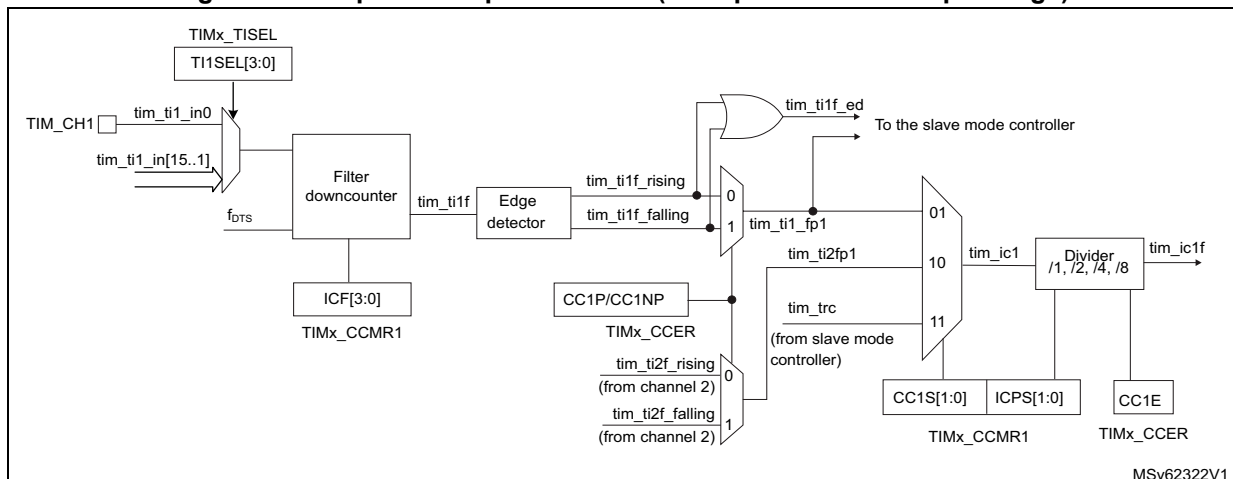 TIMx_TISEL
TI1SEL[3:0]
TIM_CH1
tim_ti1_in0
tim_ti1_in[15..1]
fDTS
Filter
downcounter
ICF[3:0]
TIMx_CCMR1
tim_ti1f
Edge
detector
tim_ti1f_rising
tim_ti1f_falling
tim_ti1f_ed
To the slave mode controller
0
1
tim_ti1_fp1
CC1P/CC1NP
TIMx_CCER
tim_ti2f_rising
(from channel 2)
tim_ti2f_falling
(from channel 2)
0
1
tim_ti2fp1
tim_trc
(from slave mode
controller)
01
10
11
tim_ic1
Divider
/1, /2, /4, /8
tim_ic1f
CC1S[1:0]
ICPS[1:0]
TIMx_CCMR1
CC1E
TIMx_CCER
MSv62322V1